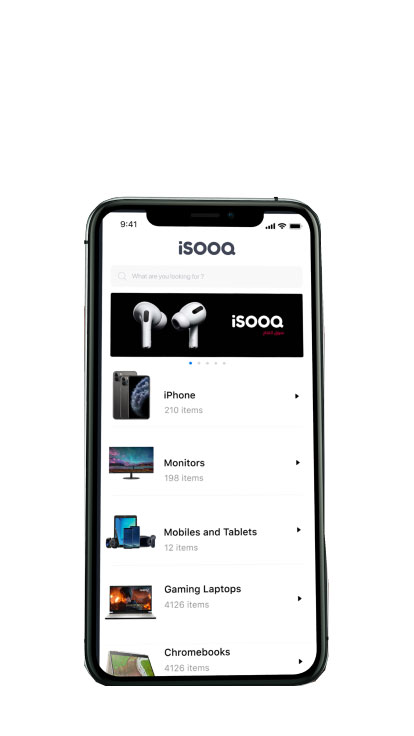 9:41
iSOOQ
What are you looking for ?
iSOOQ
iPhone
210 items
Monitors
198 items
Mobiles and Tablets
12 items
Gaming Laptops
4126 items
Chromebooks
4126 items